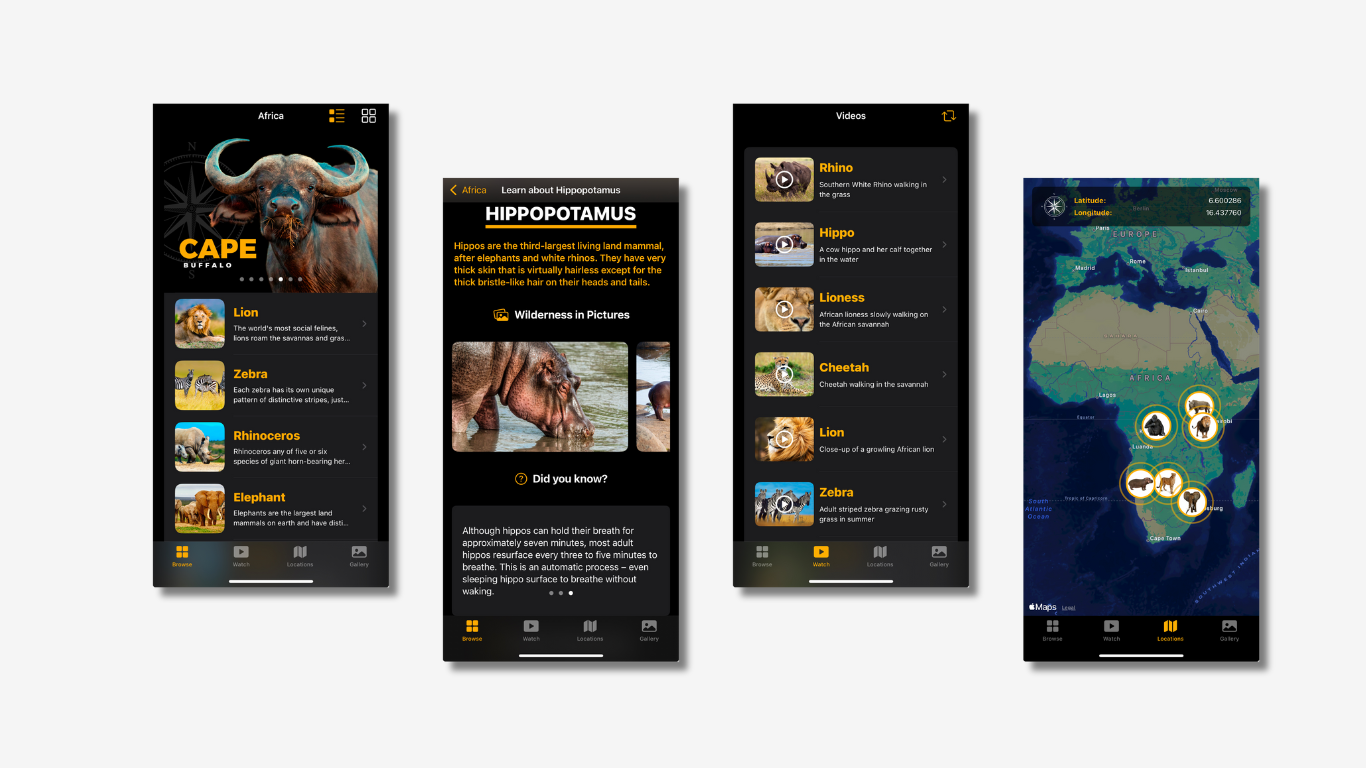 Africa
N
CAPE
BUFFALO
Lion
The world's most social felines,
lions roam the savannas and gras...
Zebra
Each zebra has its own unique
pattern of distinctive stripes, just...
Rhinoceros
Rhinoceros any of five or six
species of giant horn-bearing her...
Elephant
Elephants are the largest land
mammals on earth and have disti...
Browse
Watch
Locations
Gallery
Africa
Learn about Hippopotamus
HIPPOPOTAMUS
Hippos are the third-largest living land mammal,
after elephants and white rhinos. They have very
thick skin that is virtually hairless except for the
thick bristle-like hair on their heads and tails.
Wilderness in Pictures
Did you know?
Although hippos can hold their breath for
approximately seven minutes, most adult
hippos resurface every three to five minutes to
breathe. This is an automatic process – even
sleeping hippo surface to breathe without
waking.
Browse
Watch
Locations
Gallery
Videos
Rhino
Southern White Rhino walking in
the grass
Hippo
A cow hippo and her calf together
in the water
Lioness
African lioness slowly walking on
the African savannah
Cheetah
Cheetah walking in the savannah
Lion
Close-up of a growling African lion
Zebra
Adult striped zebra grazing rusty
grass in summer
Browse
Watch
Locations
Gallery
Moscow
Latitude: 6.600286
Longitude: 16.437760
Berlin
Paris
EUROPE
Madrid
Rome
Istanbul
Cairo
SAHARA
AFRICA
Lagos
Equator
Luanda
Tropic of Capricorn
South
Atlantic
Ocean
Cape Town
SOUTHWEST INDIAN
Maps
Legal
Browse
Watch
Locations
Gallery